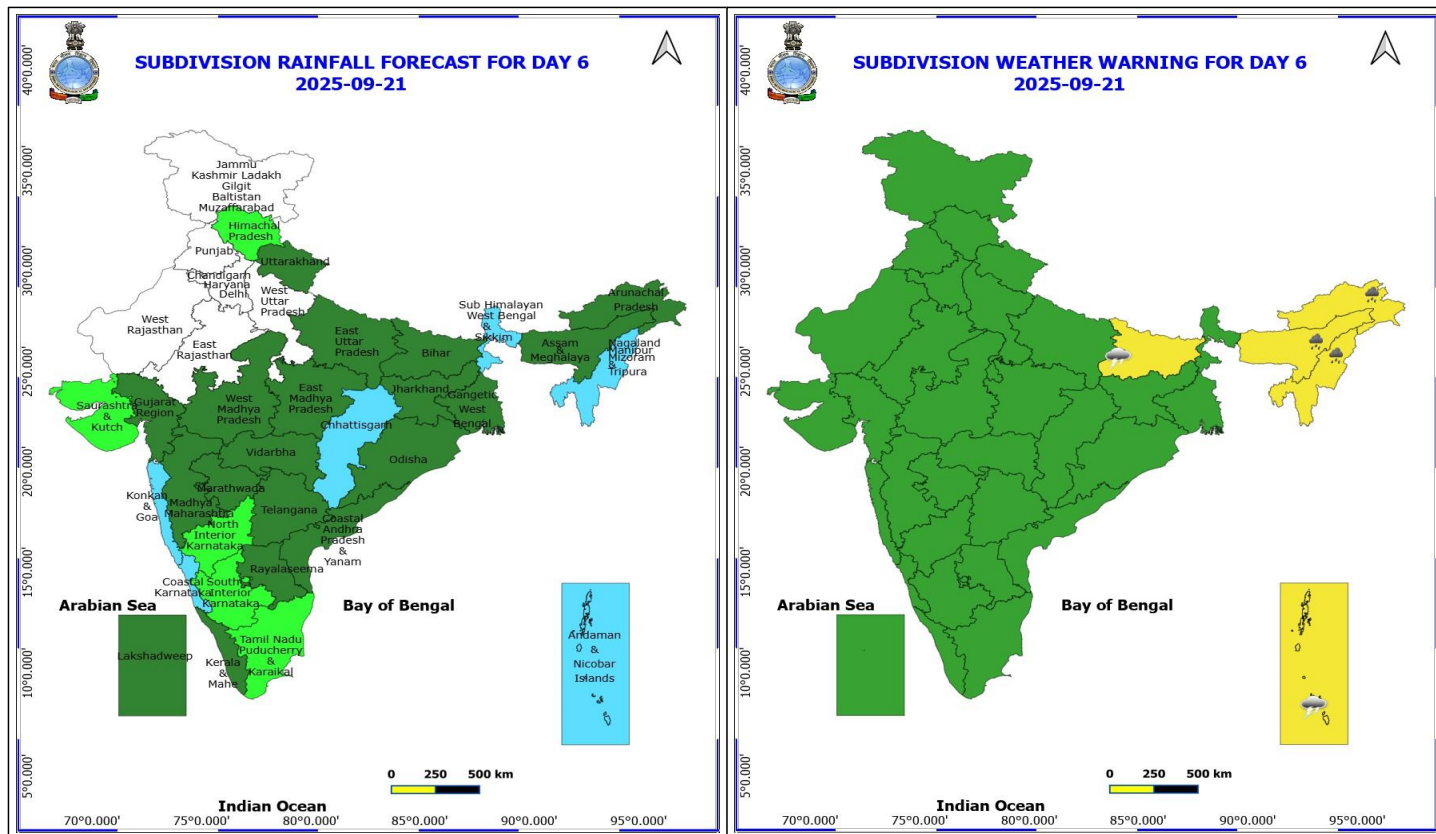 SUBDIVISION RAINFALL FORECAST FOR DAY 6
2025-09-21
40°0.000'
35°0.000'
30°0.000'
25°0.000'
20°0.000'
15°0.000'
10°0.000'
5°0.000'
Jammu
Kashmir Ladakh
Gilgit
Baltistan
Muzaffarabad
Himachal
Pradesh
Punjab
Uttarakhand
Chandigarh
Haryana
Delhi
West
Uttar
Pradesh
West
Rajasthan
East
Rajasthan
East
Uttar
Pradesh
Bihar
Sub Himalayan
West Bengal
&
Sikkim
Arunachal
Pradesh
Assam
&
Meghalaya
Nagaland
Manipur
Mizoram
&
Tripura
Saurashtra
&
Kutch
Gujarat
Region
West
Madhya
Pradesh
East
Madhya
Pradesh
Jharkhand
Gangetic
West
Bengal
Chhattisgarh
Vidarbha
Odisha
Konkan
&
Goa
Madhya
Maharashtra
Marathwada
Telangana
North
Interior
Karnataka
Coastal
Andhra
Pradesh
&
Yanam
Rayalaseema
Coastal
Karnataka
South
Interior
Karnataka
Arabian Sea
Bay of Bengal
Lakshadweep
Kerala
&
Mahe
Tamil Nadu
Puducherry
&
Karaikal
Andaman
&
Nicobar
Islands
0 250 500 km
Indian Ocean
70°0.000' 75°0.000' 80°0.000' 85°0.000' 90°0.000' 95°0.000'
SUBDIVISION WEATHER WARNING FOR DAY 6
2025-09-21
40°0.000'
35°0.000'
30°0.000'
25°0.000'
20°0.000'
15°0.000'
10°0.000'
5°0.000'
Arabian Sea
Bay of Bengal
0 250 500 km
Indian Ocean
70°0.000' 75°0.000' 80°0.000' 85°0.000' 90°0.000' 95°0.000'